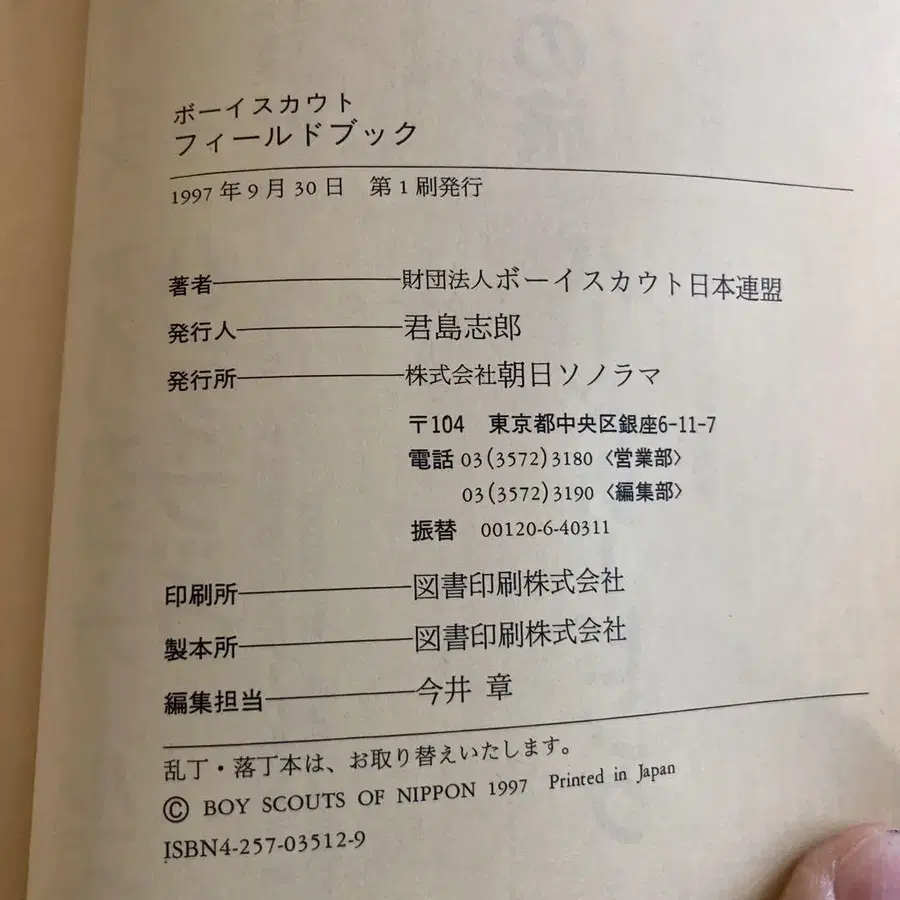 ボーイスカウト
フィールドブック
1997年9月30日 第1刷発行
著者――財団法人ボーイスカウト日本連盟
発行人――君島志郎
発行所――株式会社朝日ソノラマ
〒104 東京都中央区銀座6-11-7
電話 03(3572)3180〈営業部〉
03(3572)3190〈編集部〉
振替 00120-6-40311
印刷所――図書印刷株式会社
製本所――図書印刷株式会社
編集担当――今井 章
乱丁・落丁本は、お取り替えいたします。
© BOY SCOUTS OF NIPPON 1997 Printed in Japan
ISBN4-257-03512-9